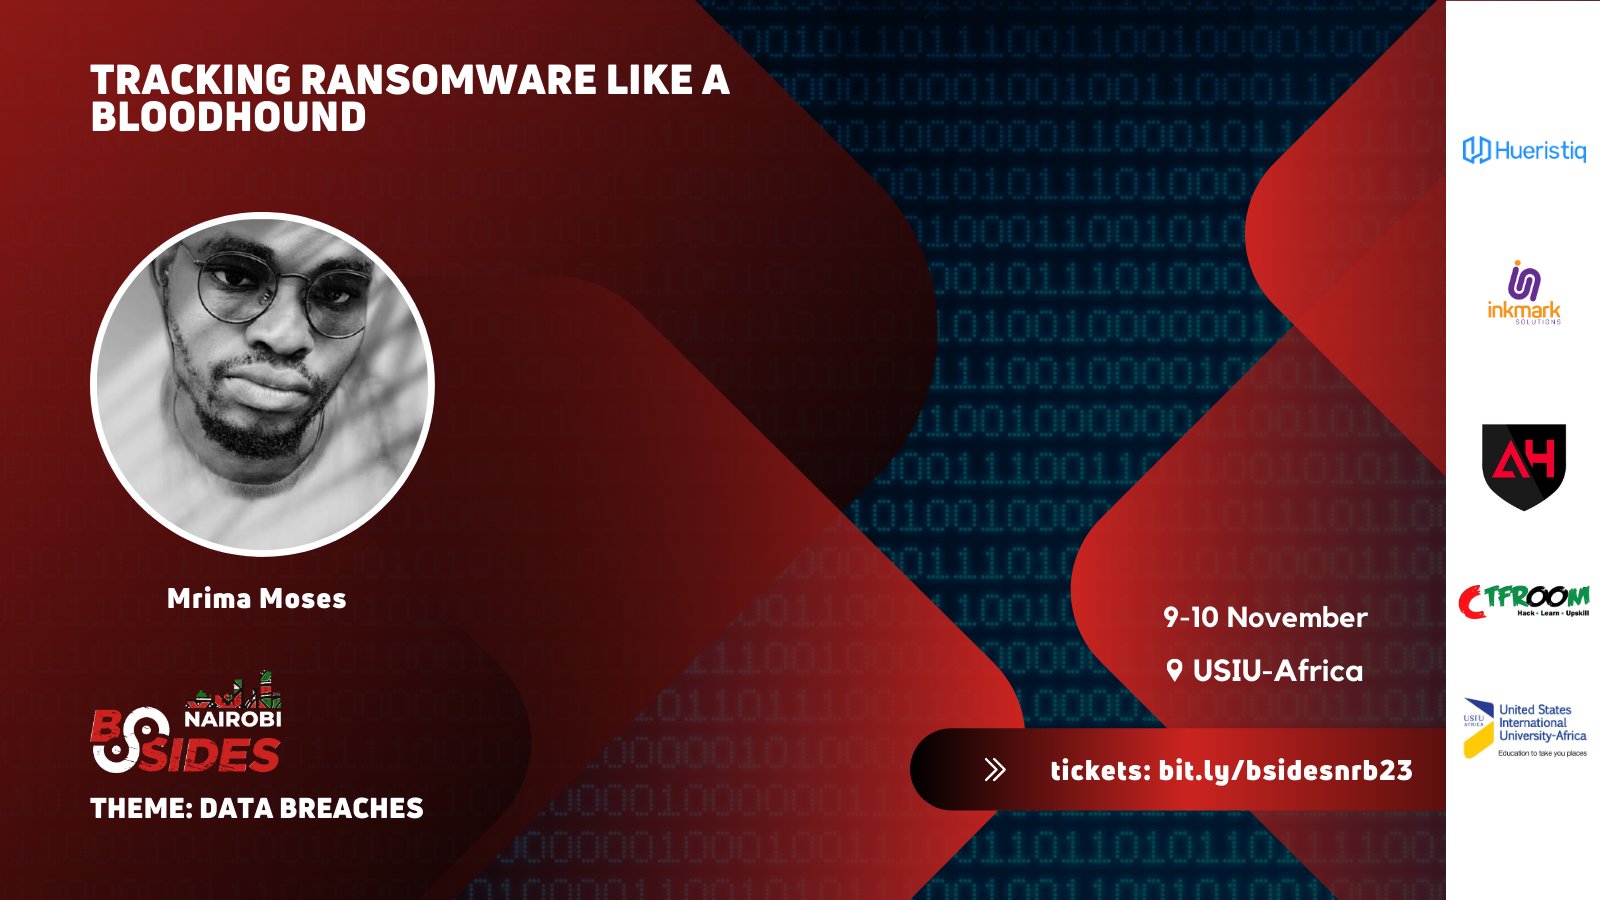 TRACKING RANSOMWARE LIKE A
BLOODHOUND
Mrima Moses
NAIROBI
BSIDES
THEME: DATA BREACHES
9-10 November
USIU-Africa
tickets: bit.ly/bsidesnrb23
Hueristiq
inkmark
SOLUTIONS
AH
CTFROOM
Hack - Learn - Upskill
USIU
AFRICA
United States
International
University-Africa
Education to take you places